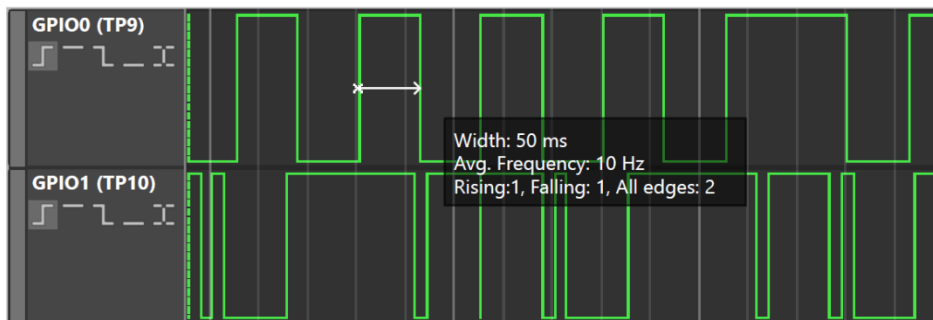 GPIO0 (TP9)
Width: 50 ms
Avg. Frequency: 10 Hz
Rising:1, Falling: 1, All edges: 2
GPIO1 (TP10)